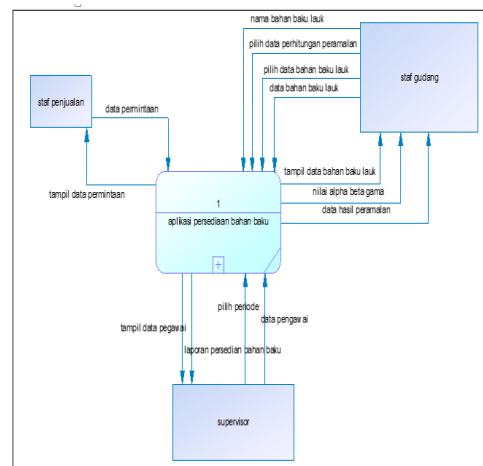 nama bahan baku lauk
pilih data perhitungan peramalan
pilih data bahan baku lauk
data bahan baku lauk
staf gudang
staf penjualan
data permintaan
tampil data bahan baku lauk
nilai alpha beta gama
data hasil peramalan
tampil data permintaan
1
aplikasi persediaan bahan baku
pilih periode
data pengawai
tampil data pegawai
laporan persedian bahan baku
supervisor